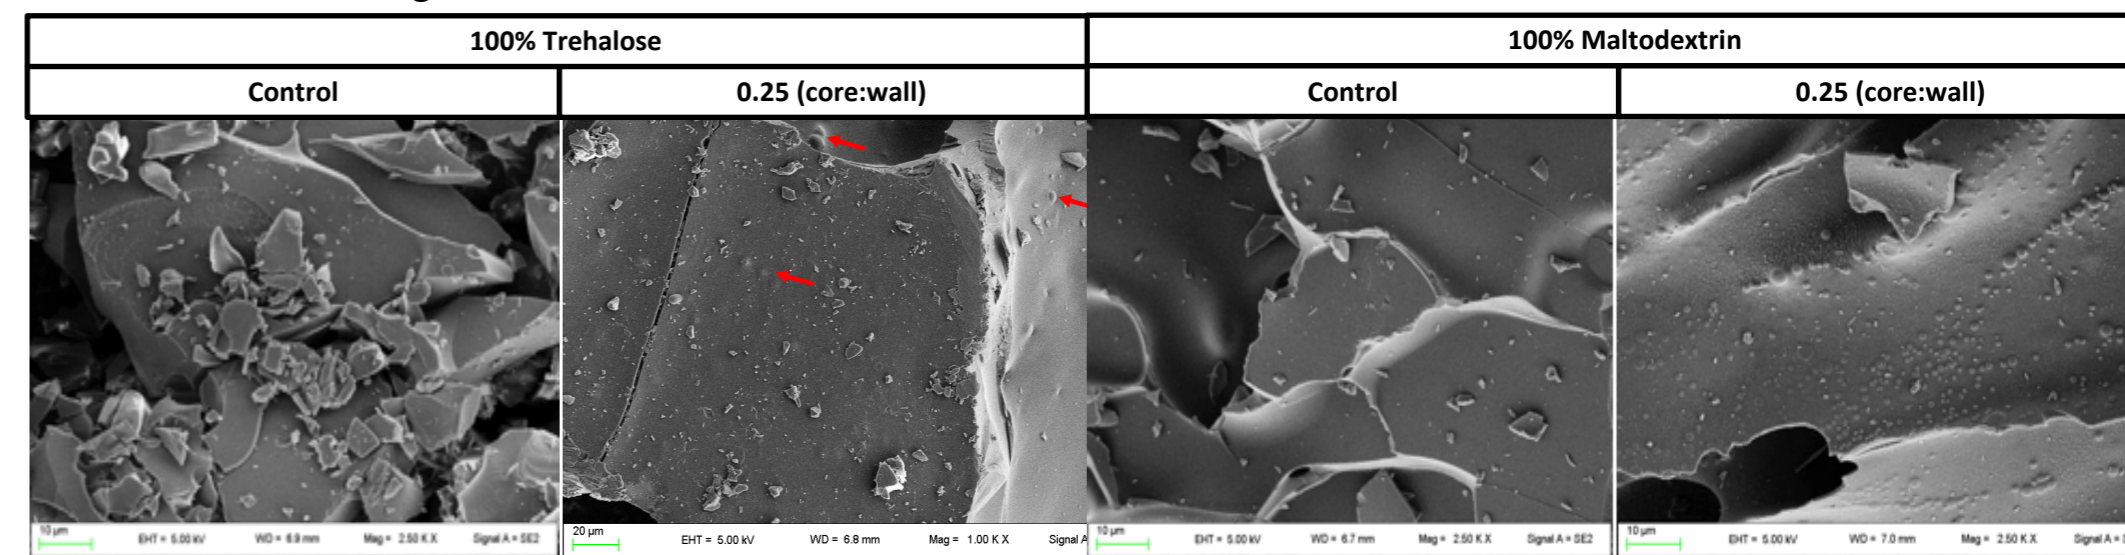 100% Trehalose 100% Maltodextrin
Control 0.25 (core:wall) Control 0.25 (core:wall)
10 µm EHT = 5.00 kV WD = 6.9 mm Mag = 2.50 K X Signal A = SE2
20 µm EHT = 5.00 kV WD = 6.8 mm Mag = 1.00 K X Signal A
10 µm EHT = 5.00 kV WD = 6.7 mm Mag = 2.50 K X Signal A = SE2
10 µm EHT = 5.00 kV WD = 7.0 mm Mag = 2.50 K X Signal A =